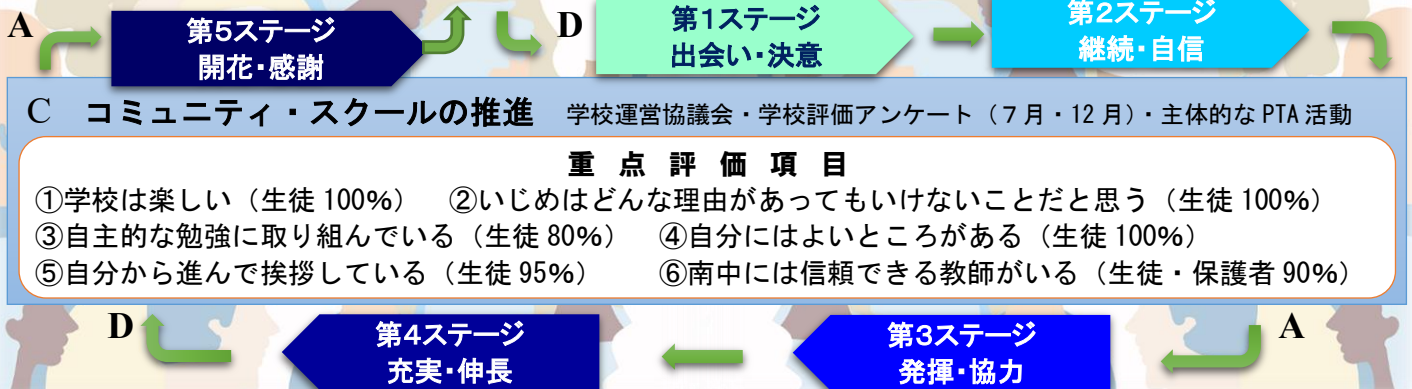 A
第5ステージ
開花・感謝
D
第1ステージ
出会い・決意
第2ステージ
継続・自信
C コミュニティ・スクールの推進 学校運営協議会・学校評価アンケート（7月・12月）・主体的なPTA活動
重点評価項目
①学校は楽しい（生徒100%） ②いじめはどんな理由があってもいけないことだと思う（生徒100%）
③自主的な勉強に取り組んでいる（生徒80%） ④自分にはよいところがある（生徒100%）
⑤自分から進んで挨拶している（生徒95%） ⑥南中には信頼できる教師がいる（生徒・保護者90%）
D
第4ステージ
充実・伸長
第3ステージ
発揮・協力
A